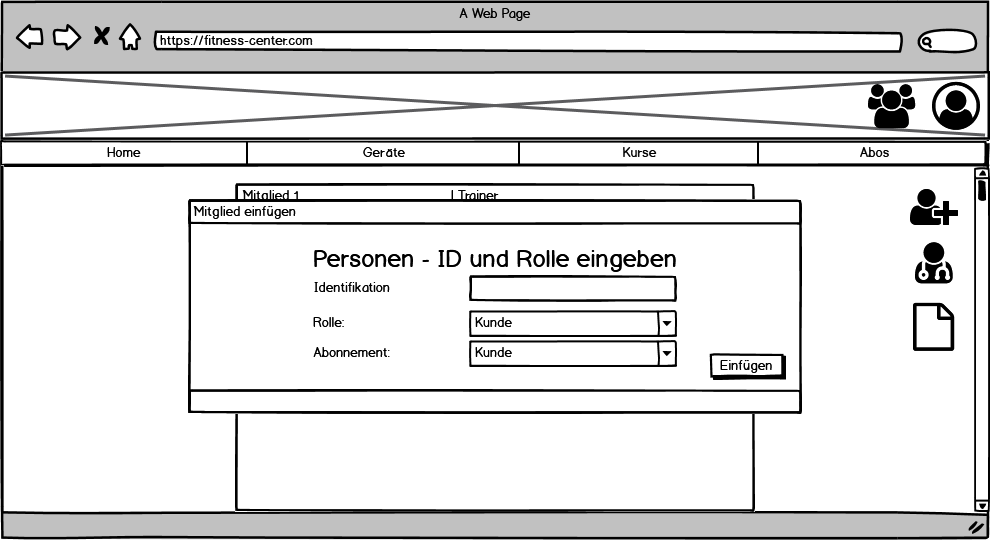 A Web Page
https://fitness-center.com
Home
Geräte
Kurse
Abos
Mitglied 1 | Trainer
Mitglied einfügen
Personen - ID und Rolle eingeben
Identifikation
Rolle: Kunde
Abonnement: Kunde
Einfügen